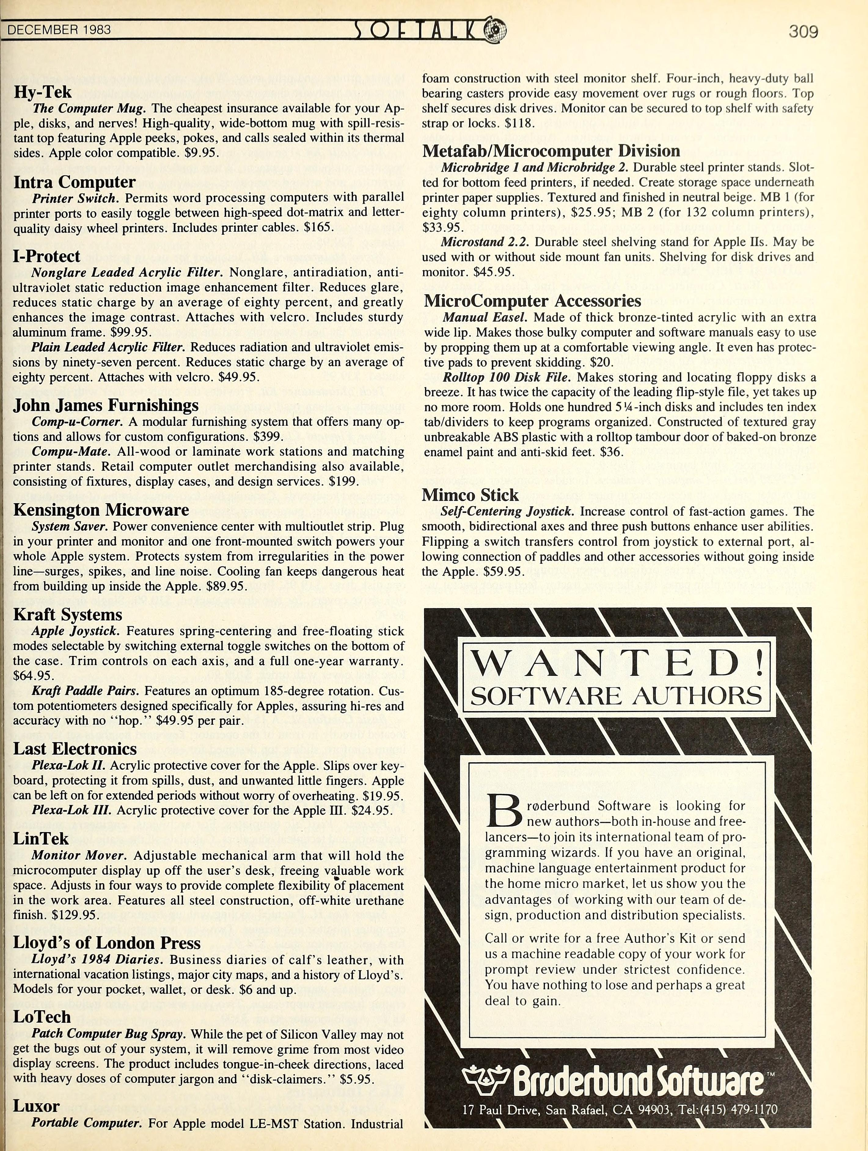 DECEMBER 1983
SOFTALK
309
Hy-Tek
The Computer Mug. The cheapest insurance available for your Ap-
ple, disks, and nerves! High-quality, wide-bottom mug with spill-resis-
tant top featuring Apple peeks, pokes, and calls sealed within its thermal
sides. Apple color compatible. $9.95.
Intra Computer
Printer Switch. Permits word processing computers with parallel
printer ports to easily toggle between high-speed dot-matrix and letter-
quality daisy wheel printers. Includes printer cables. $165.
I-Protect
Nonglare Leaded Acrylic Filter. Nonglare, antiradiation, anti-
ultraviolet static reduction image enhancement filter. Reduces glare,
reduces static charge by an average of eighty percent, and greatly
enhances the image contrast. Attaches with velcro. Includes sturdy
aluminum frame. $99.95.
Plain Leaded Acrylic Filter. Reduces radiation and ultraviolet emis-
sions by ninety-seven percent. Reduces static charge by an average of
eighty percent. Attaches with velcro. $49.95.
John James Furnishings
Comp-u-Corner. A modular furnishing system that offers many op-
tions and allows for custom configurations. $399.
Compu-Mate. All-wood or laminate work stations and matching
printer stands. Retail computer outlet merchandising also available,
consisting of fixtures, display cases, and design services. $199.
Kensington Microware
System Saver. Power convenience center with multioutlet strip. Plug
in your printer and monitor and one front-mounted switch powers your
whole Apple system. Protects system from irregularities in the power
line—surges, spikes, and line noise. Cooling fan keeps dangerous heat
from building up inside the Apple. $89.95.
Kraft Systems
Apple Joystick. Features spring-centering and free-floating stick
modes selectable by switching external toggle switches on the bottom of
the case. Trim controls on each axis, and a full one-year warranty.
$64.95.
Kraft Paddle Pairs. Features an optimum 185-degree rotation. Cus-
tom potentiometers designed specifically for Apples, assuring hi-res and
accuracy with no "hop." $49.95 per pair.
Last Electronics
Plexa-Lok II. Acrylic protective cover for the Apple. Slips over key-
board, protecting it from spills, dust, and unwanted little fingers. Apple
can be left on for extended periods without worry of overheating. $19.95.
Plexa-Lok III. Acrylic protective cover for the Apple III. $24.95.
LinTek
Monitor Mover. Adjustable mechanical arm that will hold the
microcomputer display up off the user's desk, freeing valuable work
space. Adjusts in four ways to provide complete flexibility of placement
in the work area. Features all steel construction, off-white urethane
finish. $129.95.
Lloyd's of London Press
Lloyd's 1984 Diaries. Business diaries of calf's leather, with
international vacation listings, major city maps, and a history of Lloyd's.
Models for your pocket, wallet, or desk. $6 and up.
LoTech
Patch Computer Bug Spray. While the pet of Silicon Valley may not
get the bugs out of your system, it will remove grime from most video
display screens. The product includes tongue-in-cheek directions, laced
with heavy doses of computer jargon and "disk-claimers." $5.95.
Luxor
Portable Computer. For Apple model LE-MST Station. Industrial
foam construction with steel monitor shelf. Four-inch, heavy-duty ball
bearing casters provide easy movement over rugs or rough floors. Top
shelf secures disk drives. Monitor can be secured to top shelf with safety
strap or locks. $118.
Metafab/Microcomputer Division
Microbridge 1 and Microbridge 2. Durable steel printer stands. Slot-
ted for bottom feed printers, if needed. Create storage space underneath
printer paper supplies. Textured and finished in neutral beige. MB 1 (for
eighty column printers), $25.95; MB 2 (for 132 column printers),
$33.95.
Microstand 2.2. Durable steel shelving stand for Apple IIs. May be
used with or without side mount fan units. Shelving for disk drives and
monitor. $45.95.
MicroComputer Accessories
Manual Easel. Made of thick bronze-tinted acrylic with an extra
wide lip. Makes those bulky computer and software manuals easy to use
by propping them up at a comfortable viewing angle. It even has protec-
tive pads to prevent skidding. $20.
Rolltop 100 Disk File. Makes storing and locating floppy disks a
breeze. It has twice the capacity of the leading flip-style file, yet takes up
no more room. Holds one hundred 5¼-inch disks and includes ten index
tab/dividers to keep programs organized. Constructed of textured gray
unbreakable ABS plastic with a rolltop tambour door of baked-on bronze
enamel paint and anti-skid feet. $36.
Mimco Stick
Self-Centering Joystick. Increase control of fast-action games. The
smooth, bidirectional axes and three push buttons enhance user abilities.
Flipping a switch transfers control from joystick to external port, al-
lowing connection of paddles and other accessories without going inside
the Apple. $59.95.
WANTED!
SOFTWARE AUTHORS
Brøderbund Software is looking for
new authors—both in-house and free-
lancers—to join its international team of pro-
gramming wizards. If you have an original,
machine language entertainment product for
the home micro market, let us show you the
advantages of working with our team of de-
sign, production and distribution specialists.
Call or write for a free Author's Kit or send
us a machine readable copy of your work for
prompt review under strictest confidence.
You have nothing to lose and perhaps a great
deal to gain.
Brøderbund Software™
17 Paul Drive, San Rafael, CA 94903, Tel:(415) 479-1170